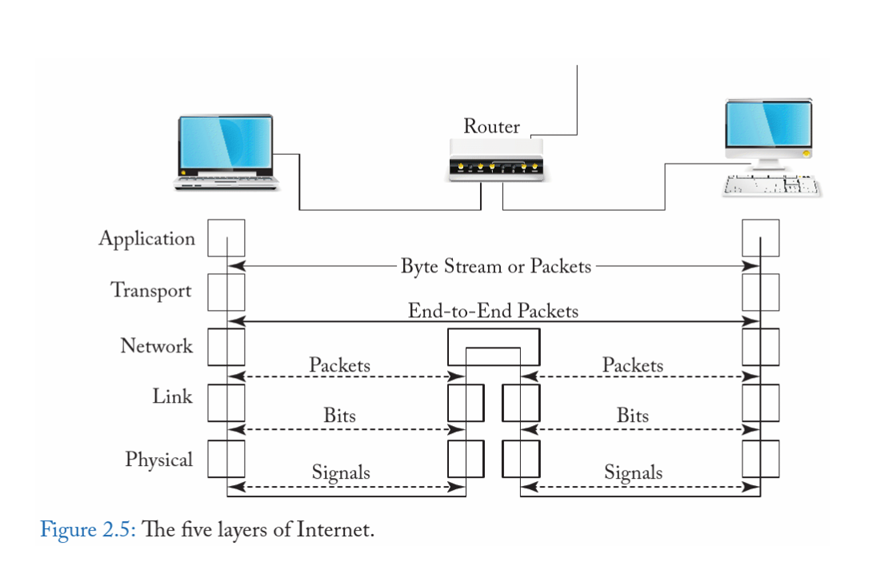 Router
Application
Byte Stream or Packets
Transport
End-to-End Packets
Network
Packets Packets
Link
Bits Bits
Physical
Signals Signals
Figure 2.5: The five layers of Internet.